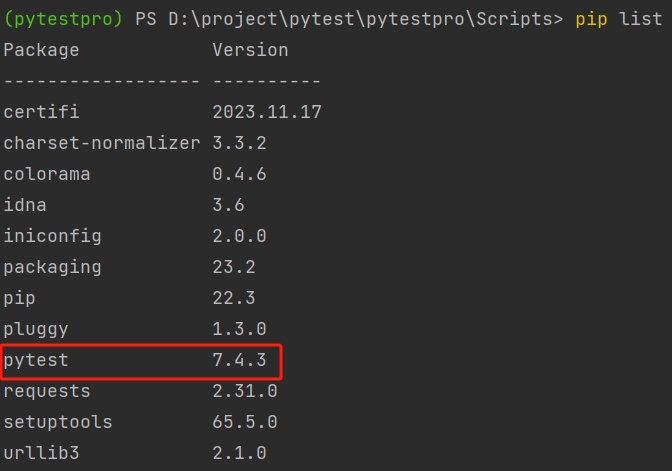 (pytestpro) PS D:\project\pytest\pytestpro\Scripts> pip list
Package            Version
------------------ ----------
certifi            2023.11.17
charset-normalizer 3.3.2
colorama           0.4.6
idna               3.6
iniconfig          2.0.0
packaging          23.2
pip                22.3
pluggy             1.3.0
pytest             7.4.3
requests           2.31.0
setuptools         65.5.0
urllib3            2.1.0